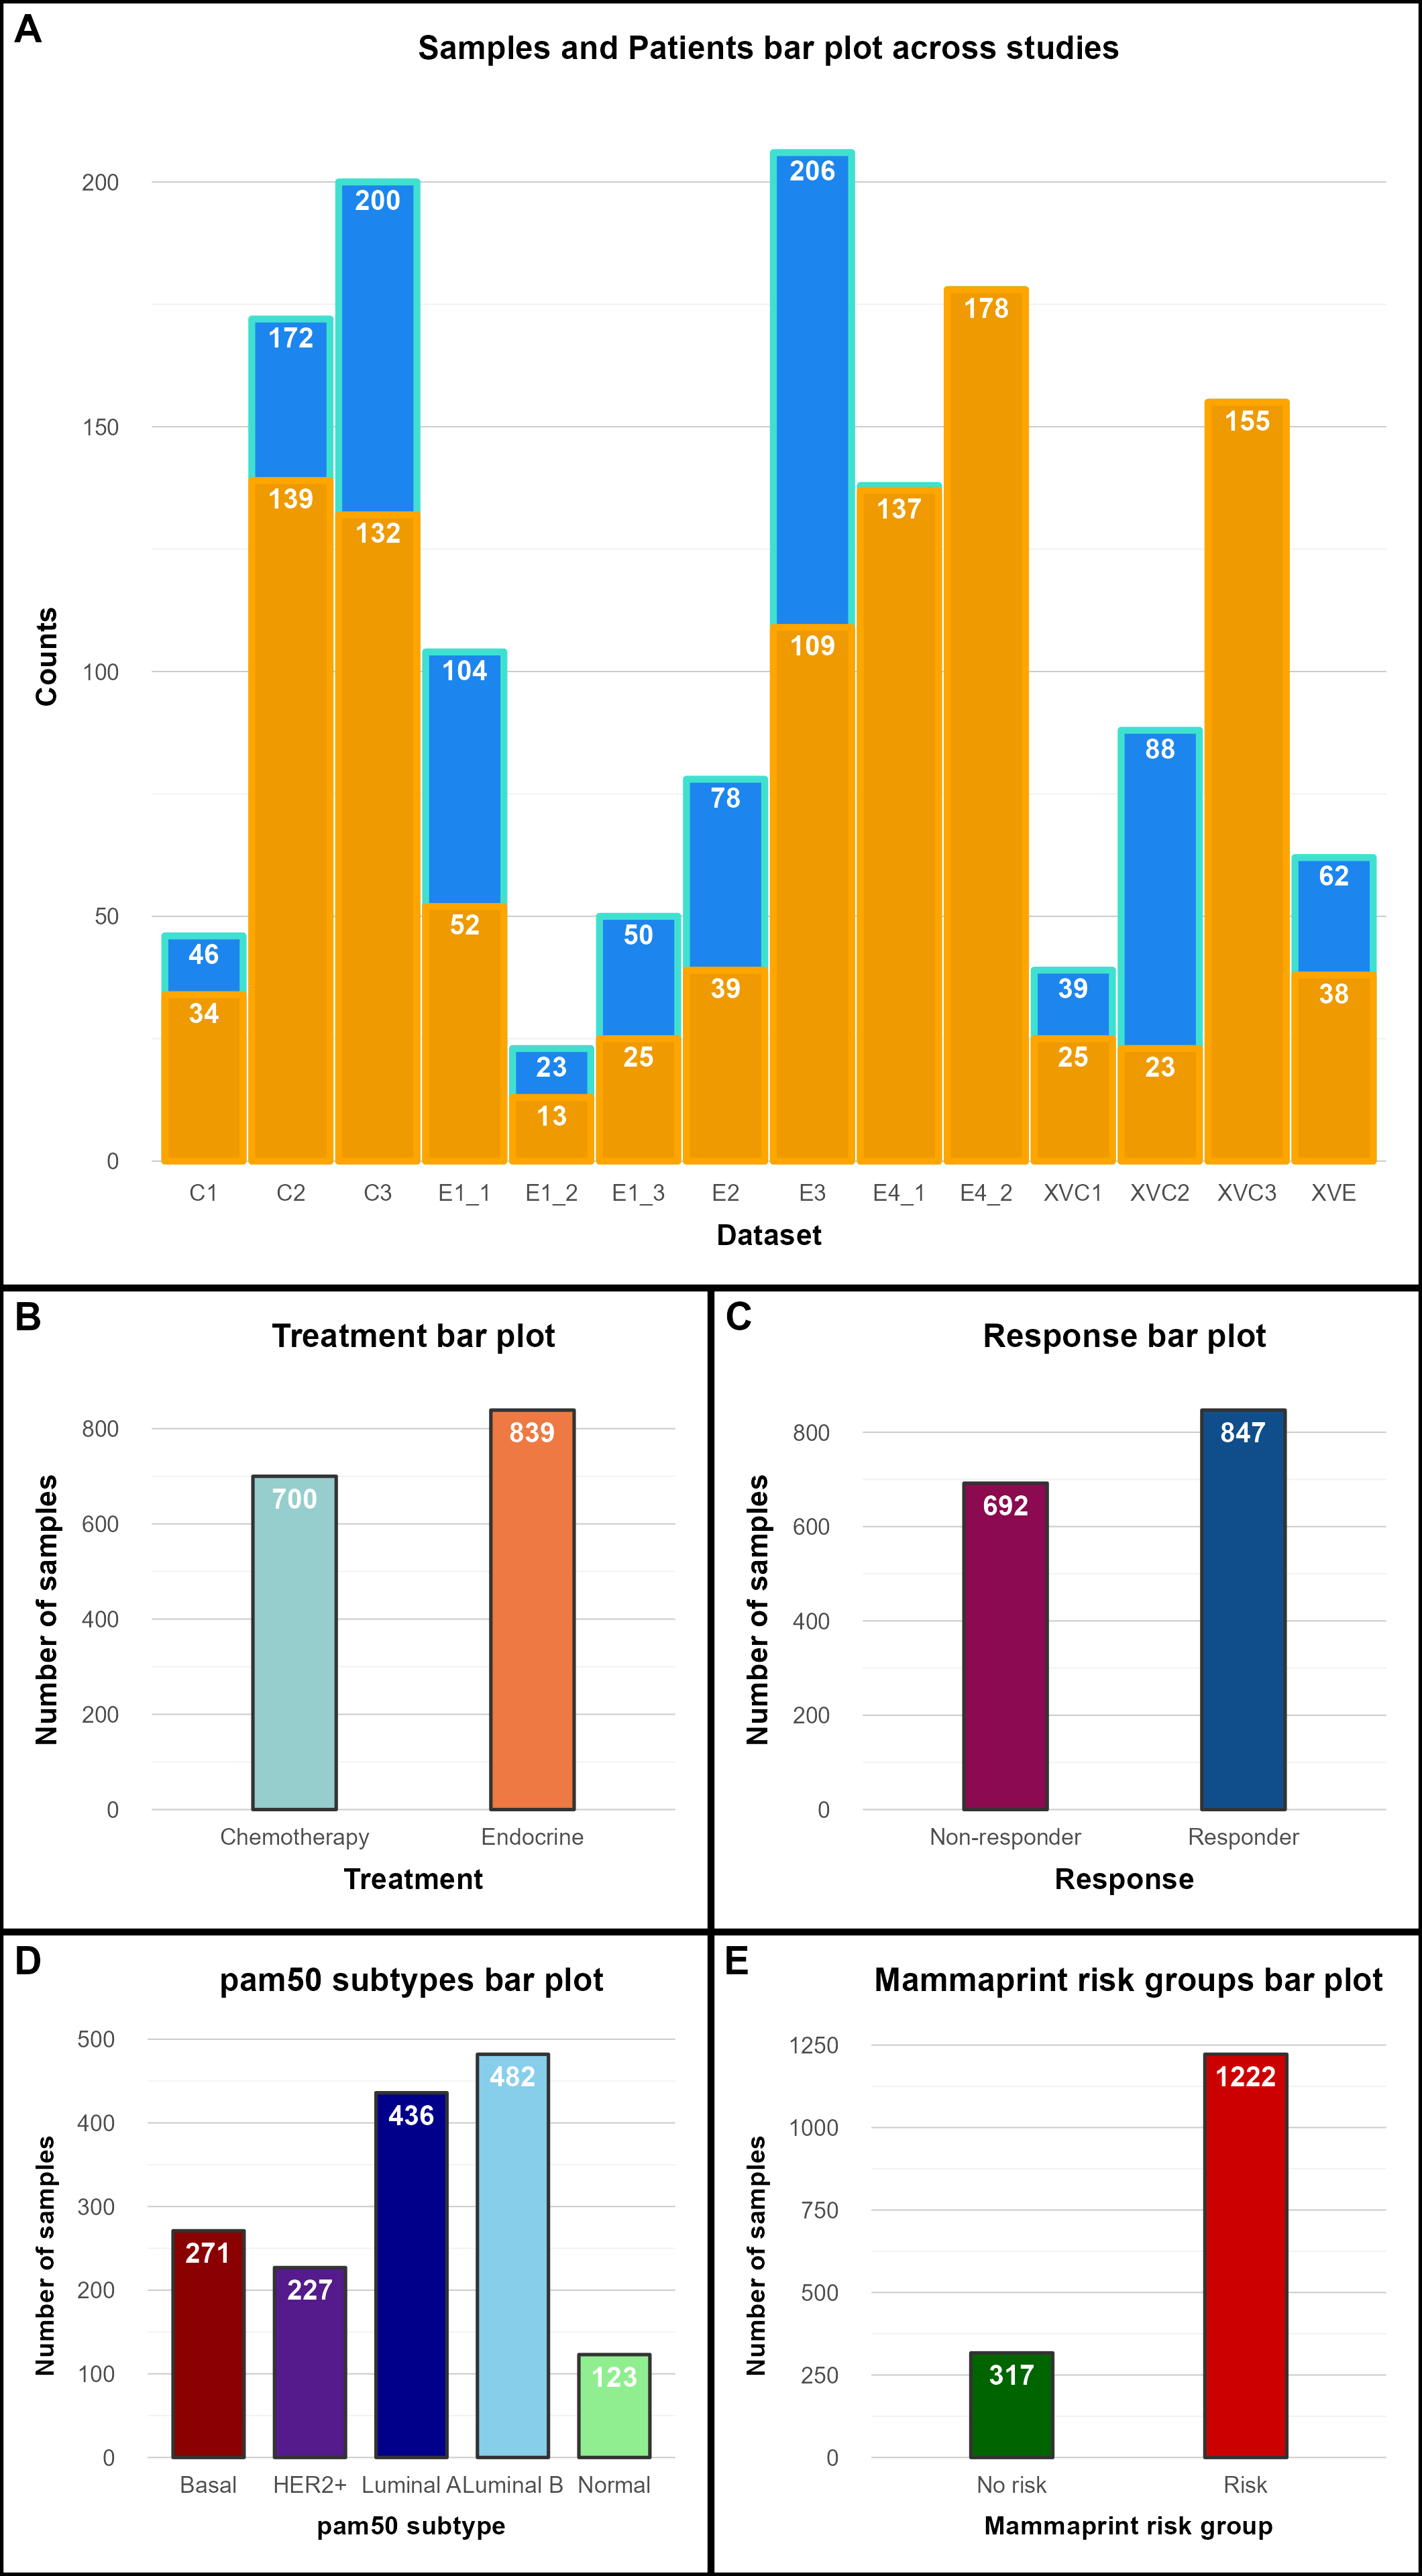 A
Samples and Patients bar plot across studies
Counts
200
150
100
50
0
46
34
172
139
200
132
104
52
23
13
50
25
78
39
206
109
137
178
39
25
88
23
155
62
38
C1 C2 C3 E1_1 E1_2 E1_3 E2 E3 E4_1 E4_2 XVC1 XVC2 XVC3 XVE
Dataset
B
Treatment bar plot
Number of samples
800
600
400
200
0
700
839
Chemotherapy Endocrine
Treatment
C
Response bar plot
Number of samples
800
600
400
200
0
692
847
Non-responder Responder
Response
D
pam50 subtypes bar plot
Number of samples
500
400
300
200
100
0
271
227
436
482
123
Basal HER2+ Luminal A Luminal B Normal
pam50 subtype
E
Mammaprint risk groups bar plot
Number of samples
1250
1000
750
500
250
0
317
1222
No risk Risk
Mammaprint risk group